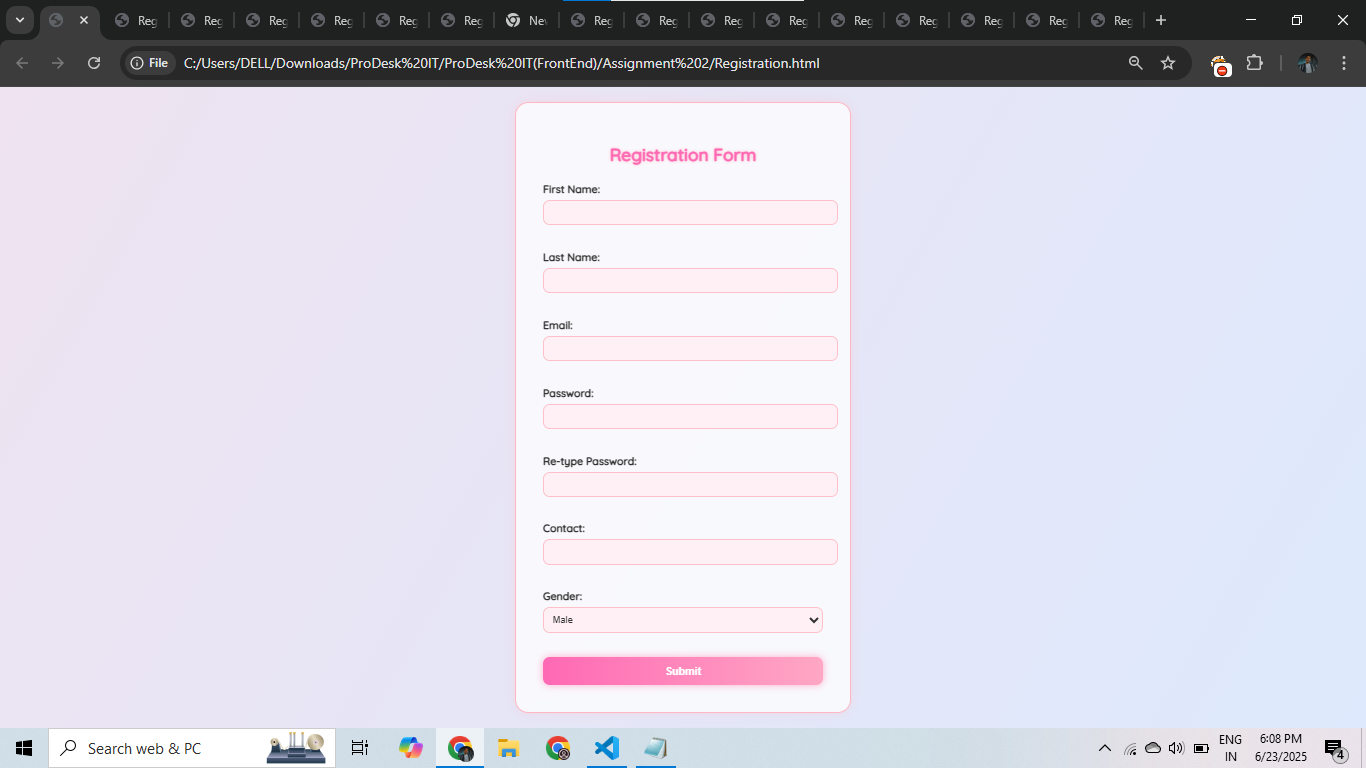 Reg Reg Reg Reg Reg Reg Nev Reg Reg Reg Reg Reg Reg Reg Reg Reg
File C:/Users/DELL/Downloads/ProDesk%20IT/ProDesk%20IT(FrontEnd)/Assignment%202/Registration.html
Registration Form
First Name:
Last Name:
Email:
Password:
Re-type Password:
Contact:
Gender:
Male
Submit
Search web & PC
ENG
IN
6:08 PM
6/23/2025
4